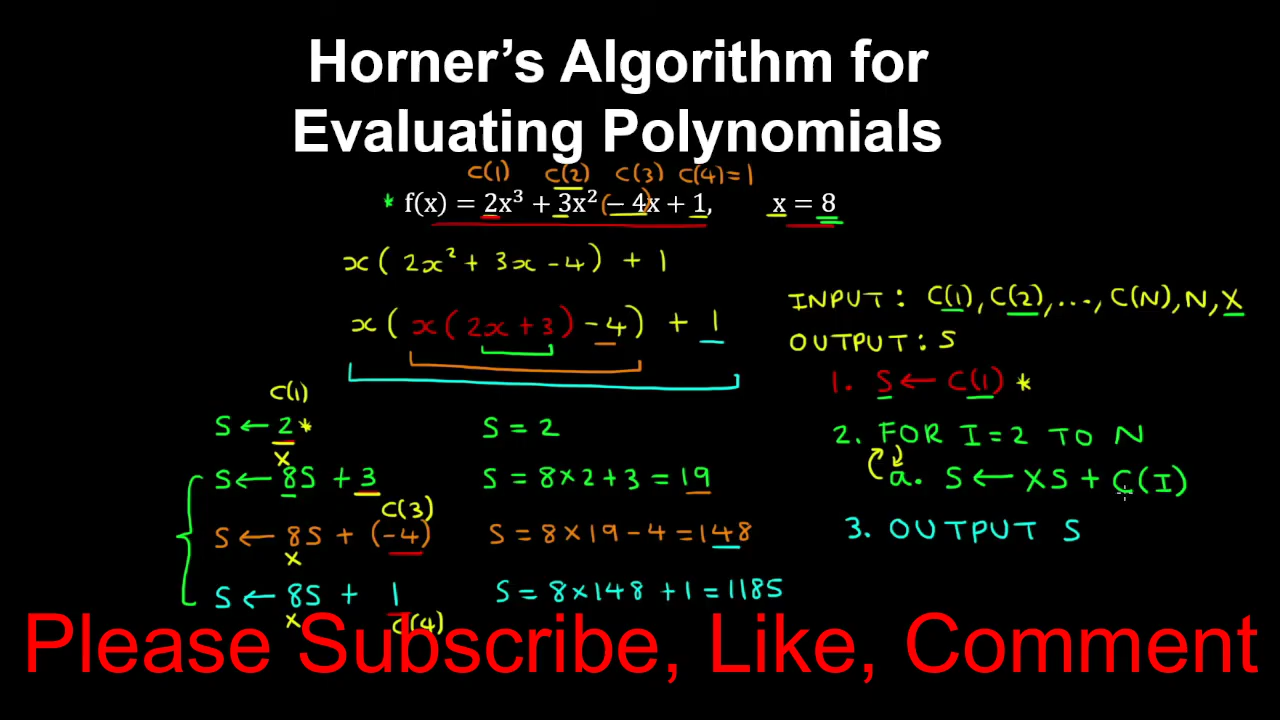 Horner's Algorithm for
Evaluating Polynomials
C(1) C(2) C(3) C(4)=1
* f(x) = 2x³ + 3x² (− 4)x + 1, x = 8
x( 2x² + 3x − 4) + 1
x( x( 2x + 3) − 4) + 1
INPUT : C(1), C(2), ..., C(N), N, X
OUTPUT : S
1. S ← C(1) *
2. FOR I = 2 TO N
a. S ← XS + C(I)
3. OUTPUT S
C(1)
S ← 2 * S = 2
X
S ← 8S + 3 S = 8×2+3 = 19
C(3)
S ← 8S + (−4) S = 8×19−4 = 148
X
S ← 8S + 1 S = 8×148+1 = 1185
X C(4)
Please Subscribe, Like, Comment